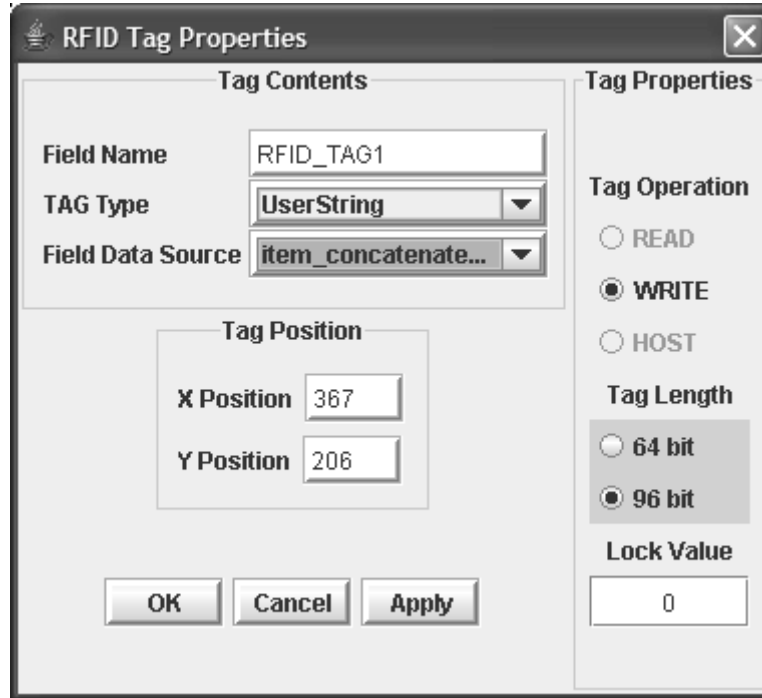 RFID Tag Properties
Tag Contents
Field Name RFID_TAG1
TAG Type UserString
Field Data Source item_concatenate...
Tag Position
X Position 367
Y Position 206
OK Cancel Apply
Tag Properties
Tag Operation
READ
WRITE
HOST
Tag Length
64 bit
96 bit
Lock Value
0